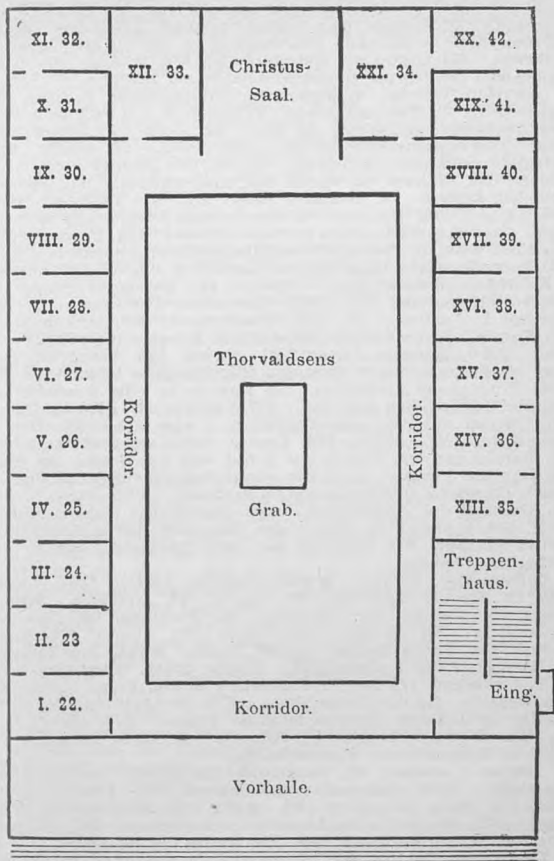 XI. 32.
XII. 33.
Christus-
Saal.
XXI. 34.
XX. 42.
X. 31.
XIX. 41.
IX. 30.
XVIII. 40.
VIII. 29.
XVII. 39.
VII. 28.
XVI. 38.
Thorvaldsens
Grab.
VI. 27.
XV. 37.
Korridor.
Korridor.
V. 26.
XIV. 36.
IV. 25.
XIII. 35.
III. 24.
Treppen-
haus.
II. 23
Eing.
I. 22.
Korridor.
Vorhalle.